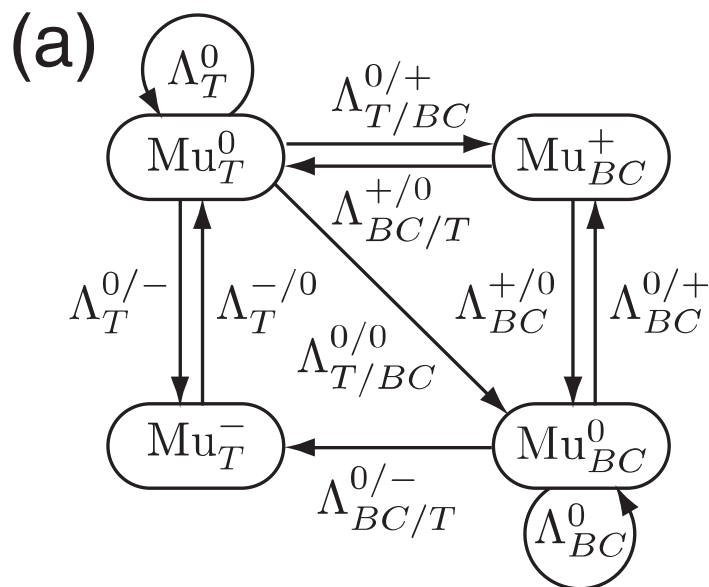 (a)
Λ_T^0
Λ_{T/BC}^{0/+}
Mu_T^0
Mu_{BC}^+
Λ_{BC/T}^{+/0}
Λ_T^{0/-}
Λ_T^{-/0}
Λ_{BC}^{+/0}
Λ_{BC}^{0/+}
Λ_{T/BC}^{0/0}
Mu_T^-
Mu_{BC}^0
Λ_{BC/T}^{0/-}
Λ_{BC}^0